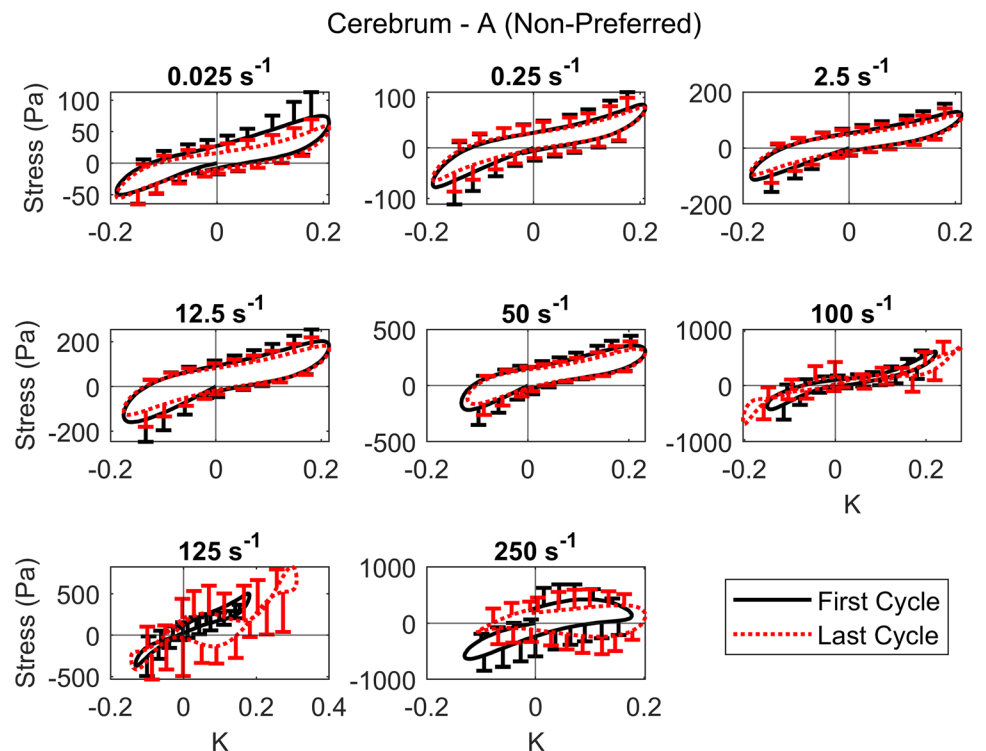 Cerebrum - A (Non-Preferred)
0.025 s⁻¹
0.25 s⁻¹
2.5 s⁻¹
Stress (Pa)
100
50
0
-50
-0.2
0
0.2
100
0
-100
-0.2
0
0.2
200
0
-200
-0.2
0
0.2
12.5 s⁻¹
50 s⁻¹
100 s⁻¹
Stress (Pa)
200
0
-200
-0.2
0
0.2
500
0
-500
-0.2
0
0.2
1000
0
-1000
-0.2
0
0.2
K
125 s⁻¹
250 s⁻¹
Stress (Pa)
500
0
-500
-0.2
0
0.2
0.4
K
1000
0
-1000
-0.2
0
0.2
K
First Cycle
Last Cycle